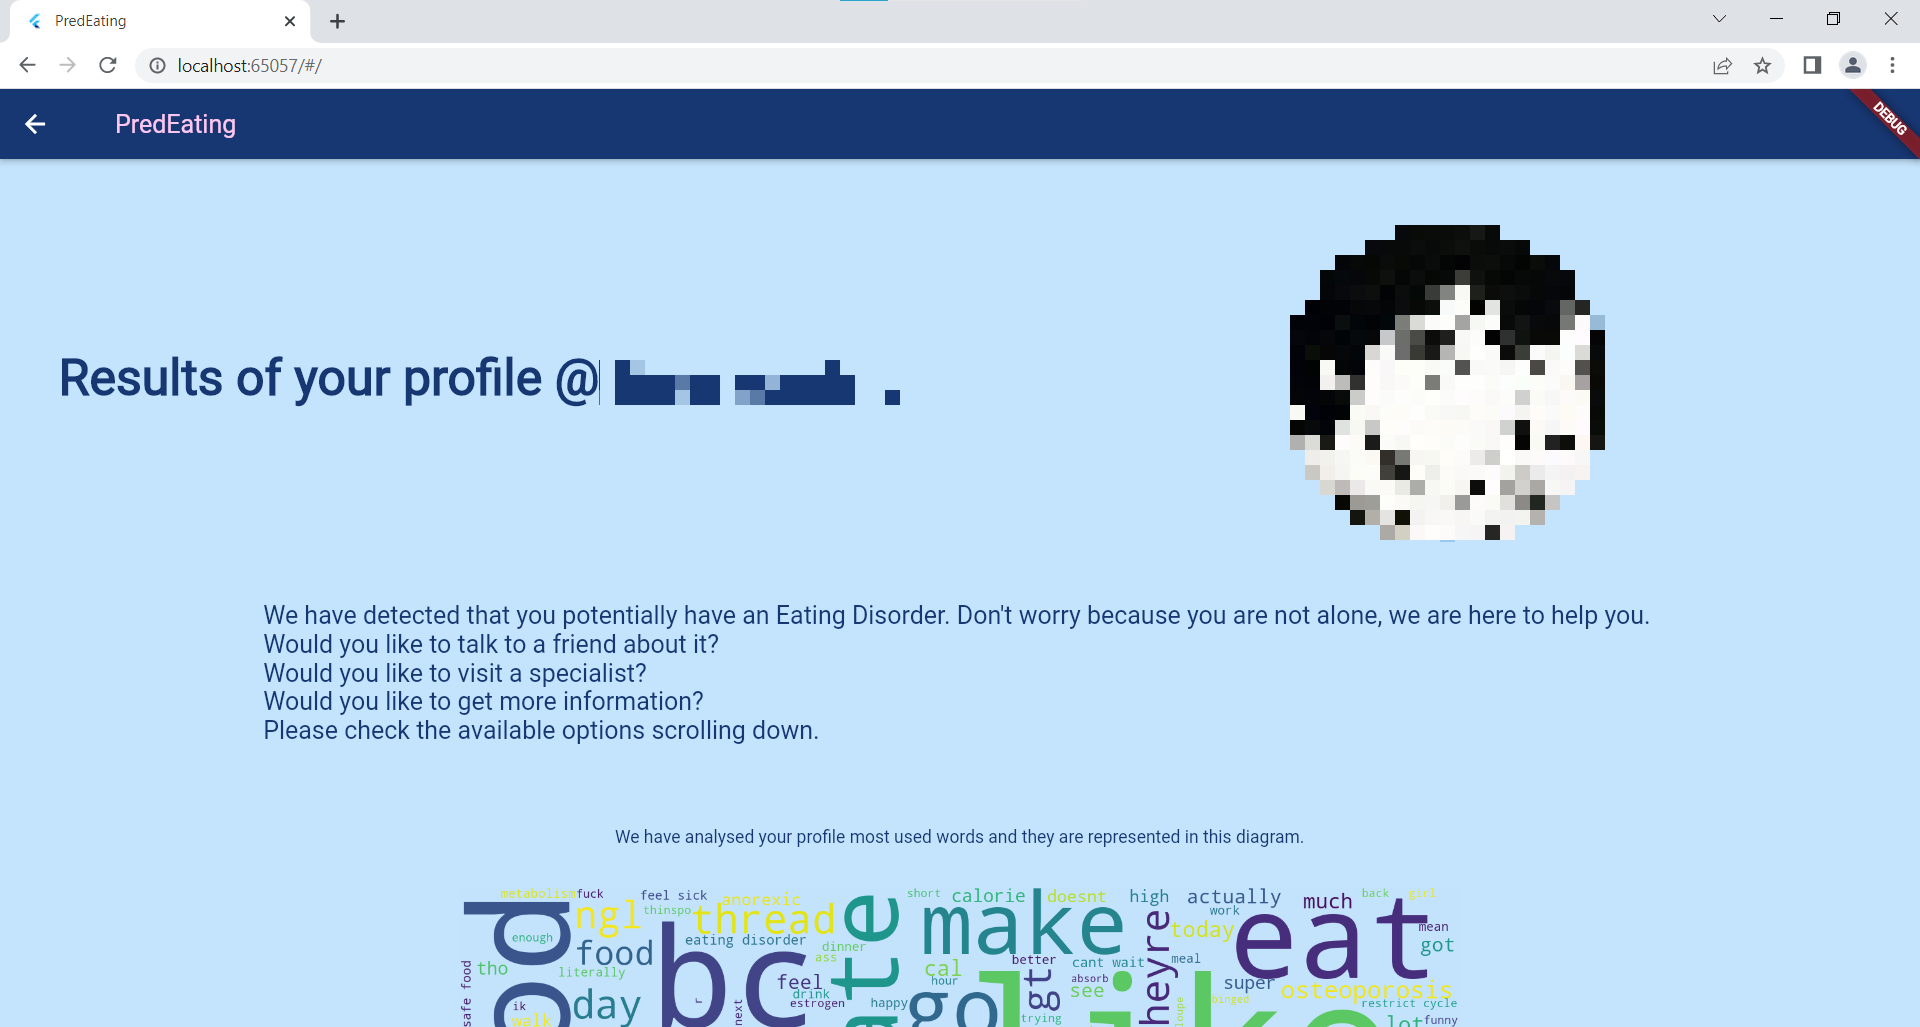 PredEating
localhost:65057/#/
PredEating
DEBUG
Results of your profile @
We have detected that you potentially have an Eating Disorder. Don't worry because you are not alone, we are here to help you.
Would you like to talk to a friend about it?
Would you like to visit a specialist?
Would you like to get more information?
Please check the available options scrolling down.
We have analysed your profile most used words and they are represented in this diagram.
metabolism
fuck
feel sick
anorexic
short
calorie
doesnt
high
actually
much
back
girl
ngl
thinspo
thread
make
work
eat
enough
food
eating disorder
dinner
ass
heyre
today
mean
got
tho
literally
bc
feel
cal
hour
better
cant wait
meal
absorb
see
super
osteoporosis
safe food
ik
walk
day
r
next
drink
estrogen
happy
go
gt
trying
like
loupe
binged
restrict cycle
lot
funny